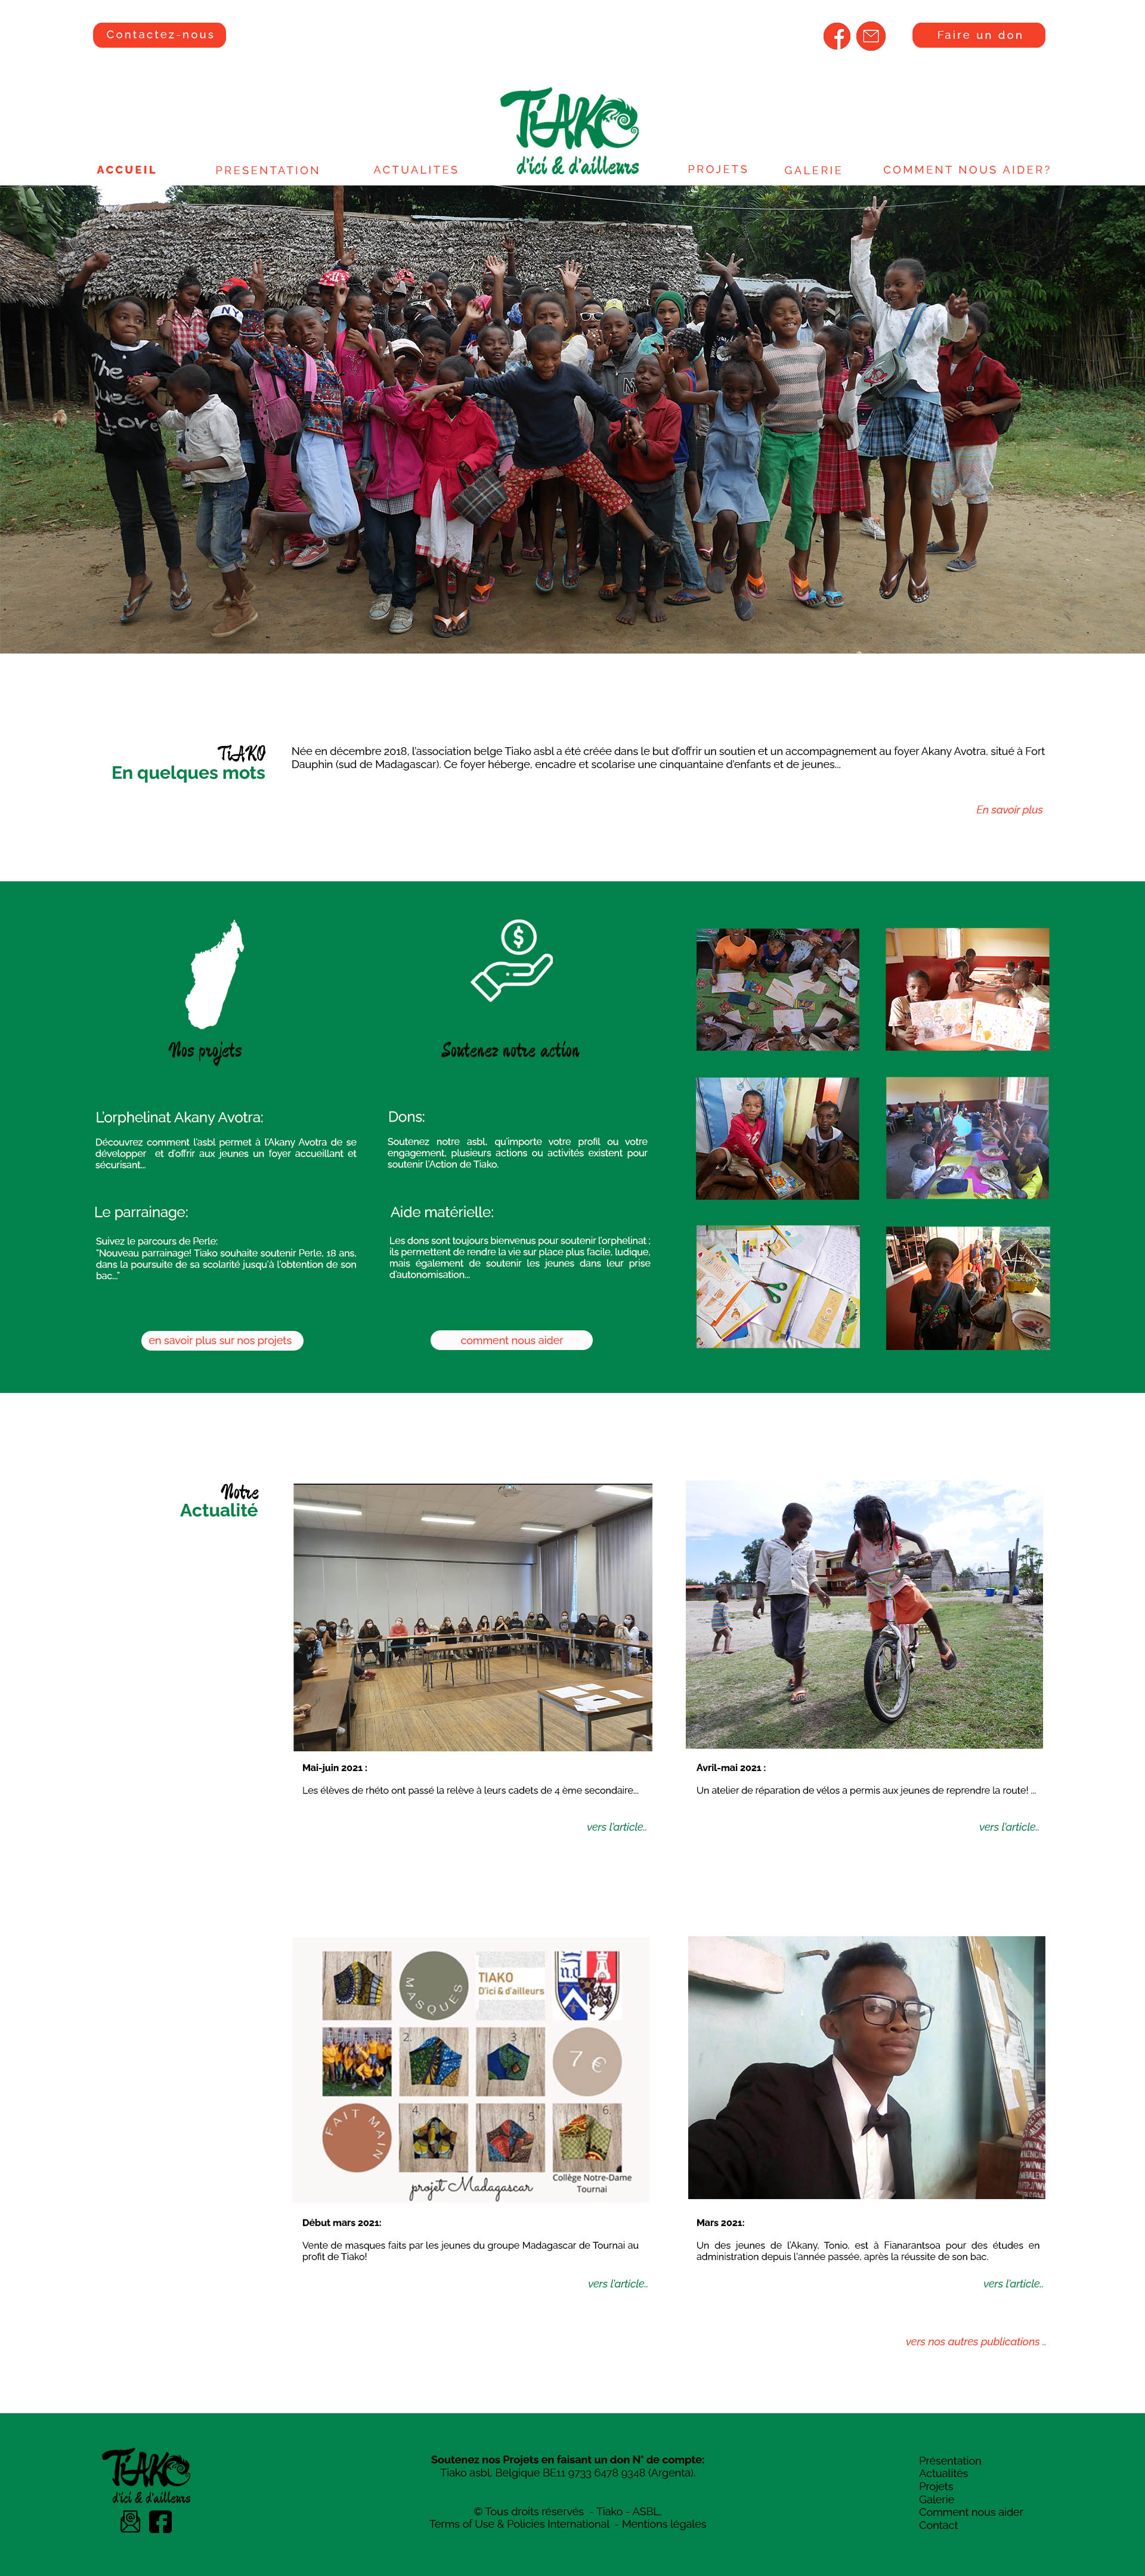 Contactez-nous
Faire un don
TiAKO
d'ici & d'ailleurs
ACCUEIL
PRESENTATION
ACTUALITES
PROJETS
GALERIE
COMMENT NOUS AIDER?
NY
The
Queen
Love
TiAKO
En quelques mots
Née en décembre 2018, l'association belge Tiako asbl a été créée dans le but d'offrir un soutien et un accompagnement au foyer Akany Avotra, situé à Fort
Dauphin (sud de Madagascar). Ce foyer héberge, encadre et scolarise une cinquantaine d'enfants et de jeunes...
En savoir plus
Nos projets
L'orphelinat Akany Avotra:
Découvrez comment l'asbl permet à l'Akany Avotra de se
développer et d'offrir aux jeunes un foyer accueillant et
sécurisant...
Le parrainage:
Suivez le parcours de Perle:
"Nouveau parrainage! Tiako souhaite soutenir Perle, 18 ans,
dans la poursuite de sa scolarité jusqu'à l'obtention de son
bac..."
en savoir plus sur nos projets
$
Soutenez notre action
Dons:
Soutenez notre asbl, qu'importe votre profil ou votre
engagement, plusieurs actions ou activités existent pour
soutenir l'Action de Tiako.
Aide matérielle:
Les dons sont toujours bienvenus pour soutenir l'orphelinat ;
ils permettent de rendre la vie sur place plus facile, ludique,
mais également de soutenir les jeunes dans leur prise
d'autonomisation...
comment nous aider
Notre
Actualité
Mai-juin 2021 :
Les élèves de rhéto ont passé la relève à leurs cadets de 4 ème secondaire...
vers l'article..
Avril-mai 2021 :
Un atelier de réparation de vélos a permis aux jeunes de reprendre la route! ...
vers l'article..
1.
MASQUES
TIAKO
D'ici & d'ailleurs
n.d
2.
3
7 €
FAIT MAIN
4.
5.
6.
projet Madagascar
Collège Notre-Dame
Tournai
Début mars 2021:
Vente de masques faits par les jeunes du groupe Madagascar de Tournai au
profit de Tiako!
vers l'article..
Mars 2021:
Un des jeunes de l'Akany, Tonio, est à Fianarantsoa pour des études en
administration depuis l'année passée, après la réussite de son bac.
vers l'article..
vers nos autres publications ..
TiAKO
d'ici & d'ailleurs
Soutenez nos Projets en faisant un don N° de compte:
Tiako asbl, Belgique BE11 9733 6478 9348 (Argenta).
© Tous droits réservés - Tiako - ASBL,
Terms of Use & Policies International - Mentions légales
Présentation
Actualités
Projets
Galerie
Comment nous aider
Contact